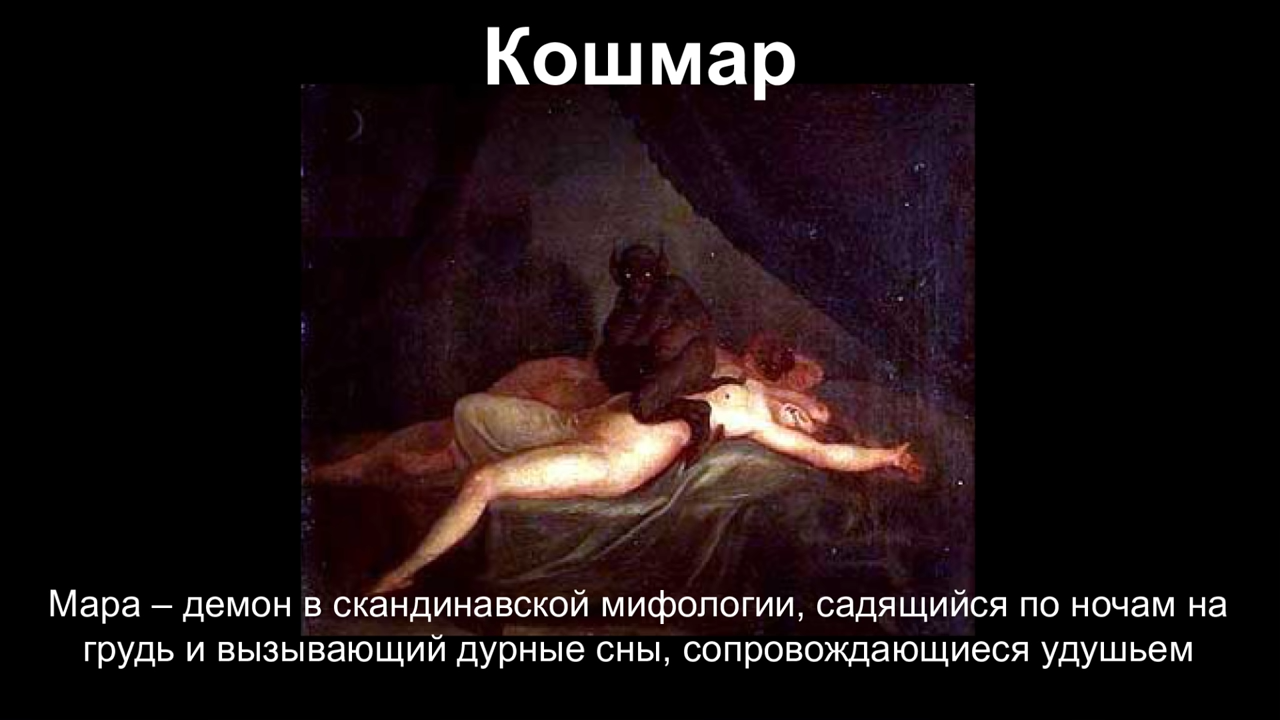 Кошмар
Мара – демон в скандинавской мифологии, садящийся по ночам на
грудь и вызывающий дурные сны, сопровождающиеся удушьем